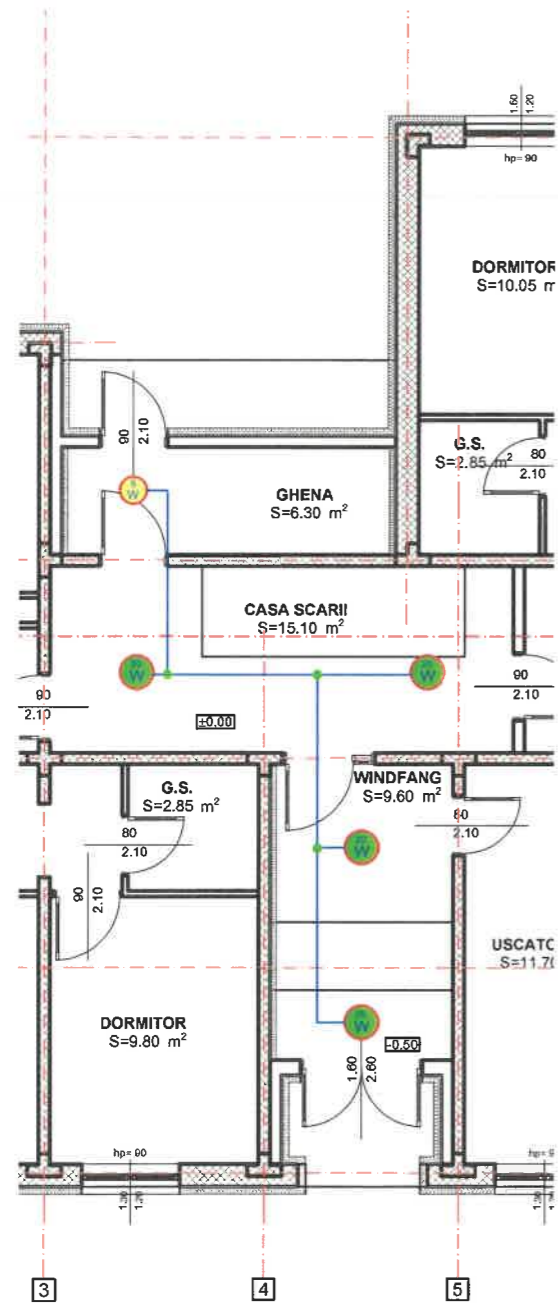 1.50
1.20
hp= 90
DORMITOR
S=10.05
90
2.10
G.S.
S=2.85 m²
80
2.10
W
GHENA
S=6.30 m²
CASA SCARII
S=15.10 m²
W
W
90
2.10
90
2.10
±0.00
WINDFANG
S=9.60 m²
G.S.
S=2.85 m²
80
2.10
80
2.10
W
90
2.10
USCATO
S=11.70
DORMITOR
S=9.80 m²
W
-0.50
1.60
2.60
hp= 90
3
4
5